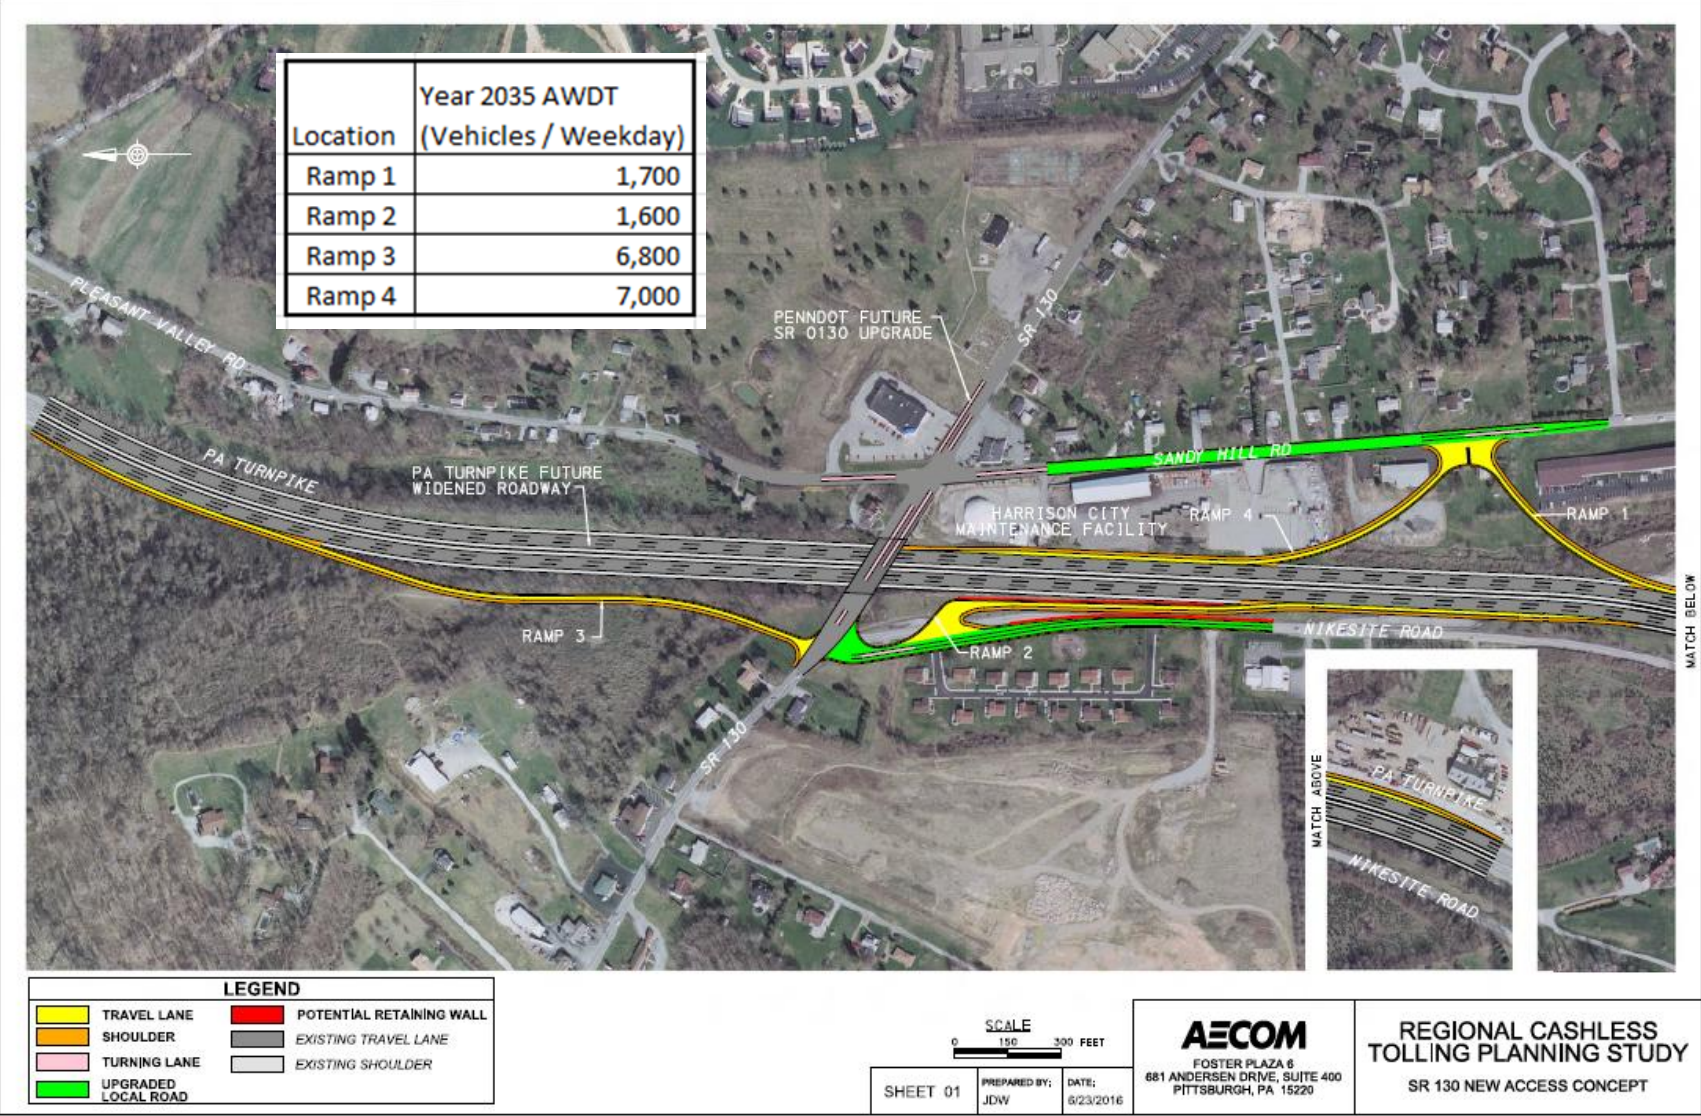 Location
Year 2035 AWDT
(Vehicles / Weekday)
Ramp 1 1,700
Ramp 2 1,600
Ramp 3 6,800
Ramp 4 7,000
PLEASANT VALLEY RD
PENNDOT FUTURE
SR 0130 UPGRADE
SR 130
PA TURNPIKE
PA TURNPIKE FUTURE
WIDENED ROADWAY
SANDY HILL RD
HARRISON CITY
MAINTENANCE FACILITY
RAMP 4
RAMP 1
RAMP 3
RAMP 2
NIKESITE ROAD
MATCH BELOW
SR 130
MATCH ABOVE
PA TURNPIKE
NIKESITE ROAD
LEGEND
TRAVEL LANE
SHOULDER
TURNING LANE
UPGRADED
LOCAL ROAD
POTENTIAL RETAINING WALL
EXISTING TRAVEL LANE
EXISTING SHOULDER
SCALE
0 150 300 FEET
SHEET 01
PREPARED BY:
JDW
DATE:
6/23/2016
AECOM
FOSTER PLAZA 6
681 ANDERSEN DRIVE, SUITE 400
PITTSBURGH, PA 15220
REGIONAL CASHLESS
TOLLING PLANNING STUDY
SR 130 NEW ACCESS CONCEPT